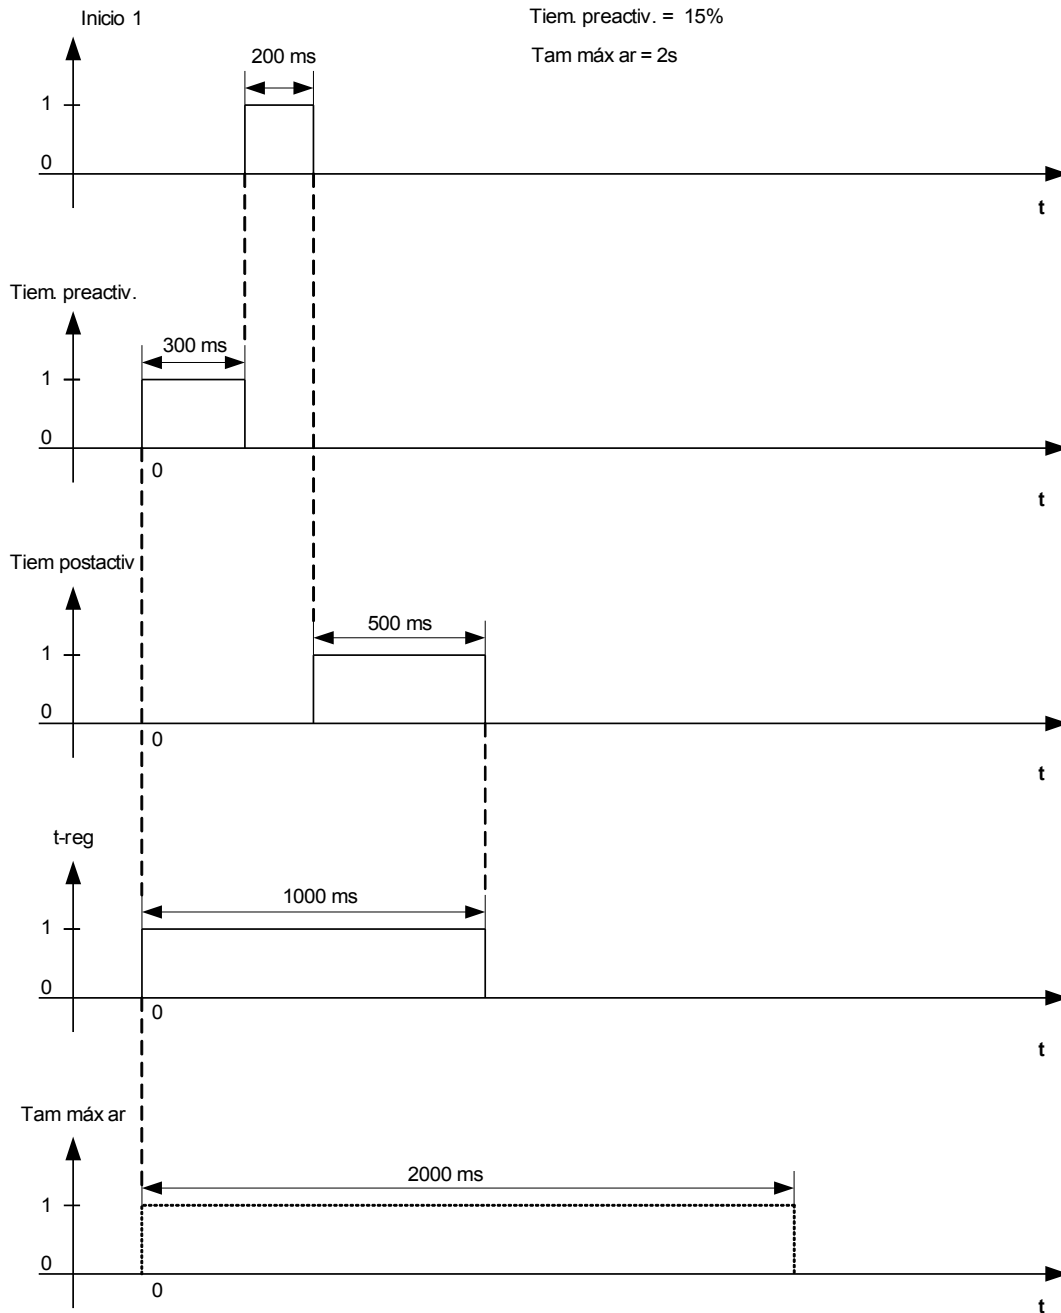 Inicio 1
Tiem. preactiv. = 15%
Tam máx ar = 2s
200 ms
1
0
t
Tiem. preactiv.
300 ms
1
0
0
t
Tiem postactiv
500 ms
1
0
0
t
t-reg
1000 ms
1
0
0
t
Tam máx ar
2000 ms
1
0
0
t